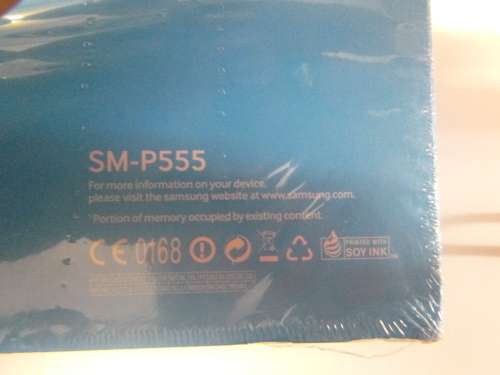 SM-P555
For more information on your device,
please visit the samsung website at www.samsung.com.
*Portion of memory occupied by existing content.
CE 0168
PRINTED WITH
SOY INK